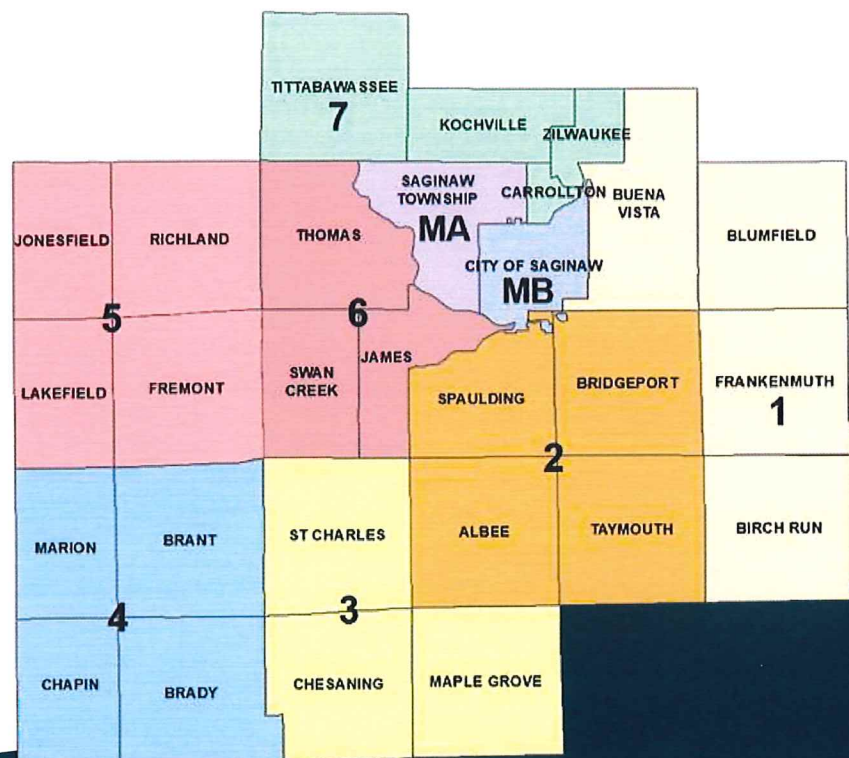 TITTABAWASSEE
7
KOCHVILLE
ZILWAUKEE
SAGINAW
TOWNSHIP
MA
CARROLLTON
BUENA
VISTA
JONESFIELD
RICHLAND
THOMAS
BLUMFIELD
CITY OF SAGINAW
MB
5
6
LAKEFIELD
FREMONT
SWAN
CREEK
JAMES
SPAULDING
BRIDGEPORT
FRANKENMUTH
1
2
MARION
BRANT
ST CHARLES
ALBEE
TAYMOUTH
BIRCH RUN
4
3
CHAPIN
BRADY
CHESANING
MAPLE GROVE